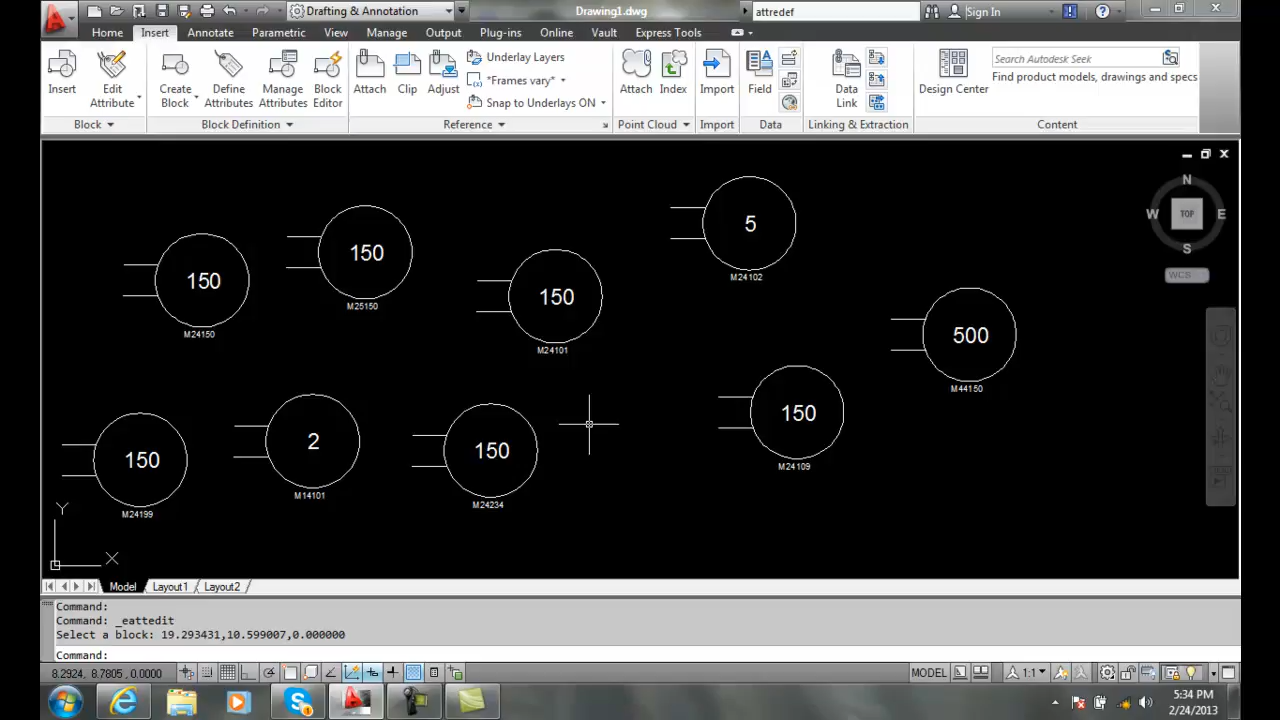 Drafting & Annotation
Drawing1.dwg
attredef
Sign In
Home Insert Annotate Parametric View Manage Output Plug-ins Online Vault Express Tools
Insert
Edit Attribute
Create Block
Define Attributes
Manage Attributes
Block Editor
Attach
Clip
Adjust
Underlay Layers
*Frames vary*
Snap to Underlays ON
Attach
Index
Import
Field
Data Link
Design Center
Search Autodesk Seek
Find product models, drawings and specs
Block
Block Definition
Reference
Point Cloud
Import
Data
Linking & Extraction
Content
N
W TOP E
S
WCS
5
M24102
150
M25150
150
M24150
150
M24101
500
M44150
150
M24109
2
M14101
150
M24234
150
M24199
Y
X
Model Layout1 Layout2
Command:
Command: _eattedit
Select a block: 19.293431,10.599007,0.000000
Command:
8.2924, 8.7805, 0.0000
MODEL
1:1
5:34 PM
2/24/2013